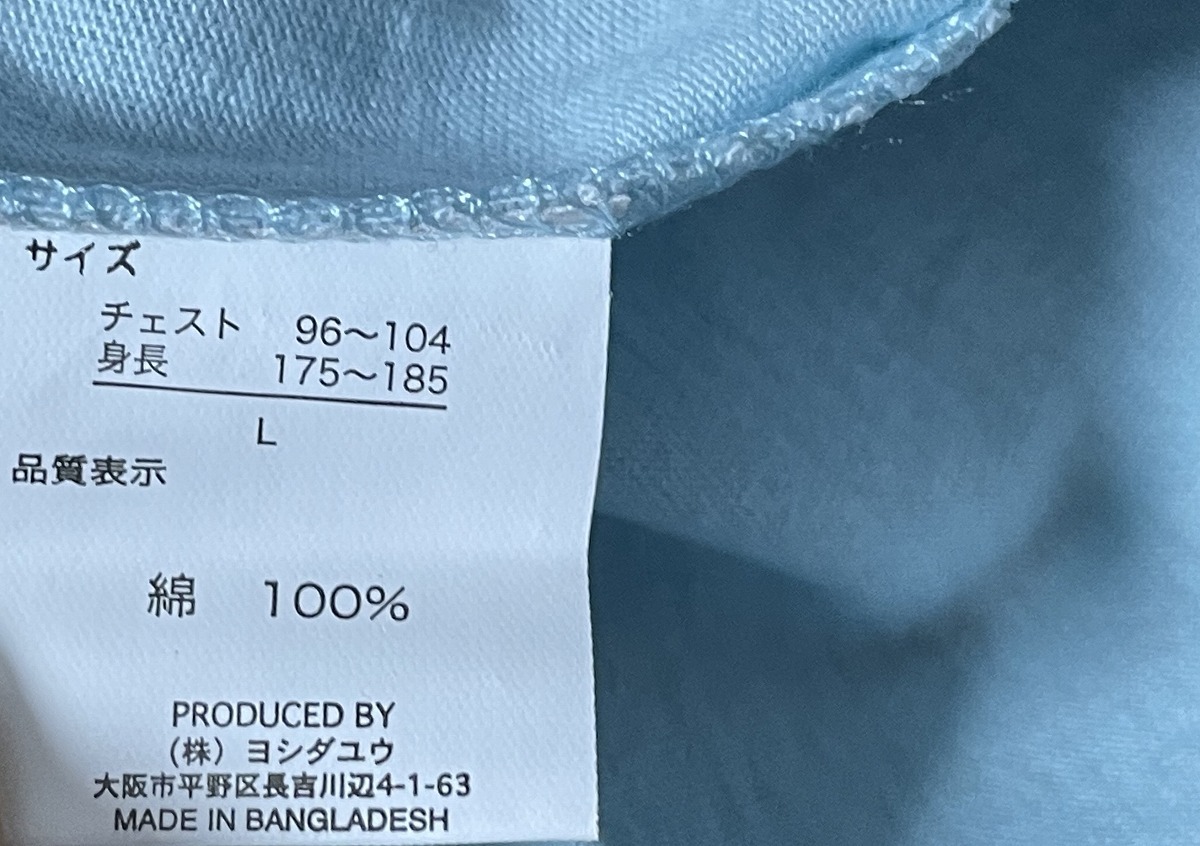 サイズ
チェスト 96〜104
身長 175〜185
L
品質表示
綿 100%
PRODUCED BY
(株) ヨシダユウ
大阪市平野区長吉川辺4-1-63
MADE IN BANGLADESH